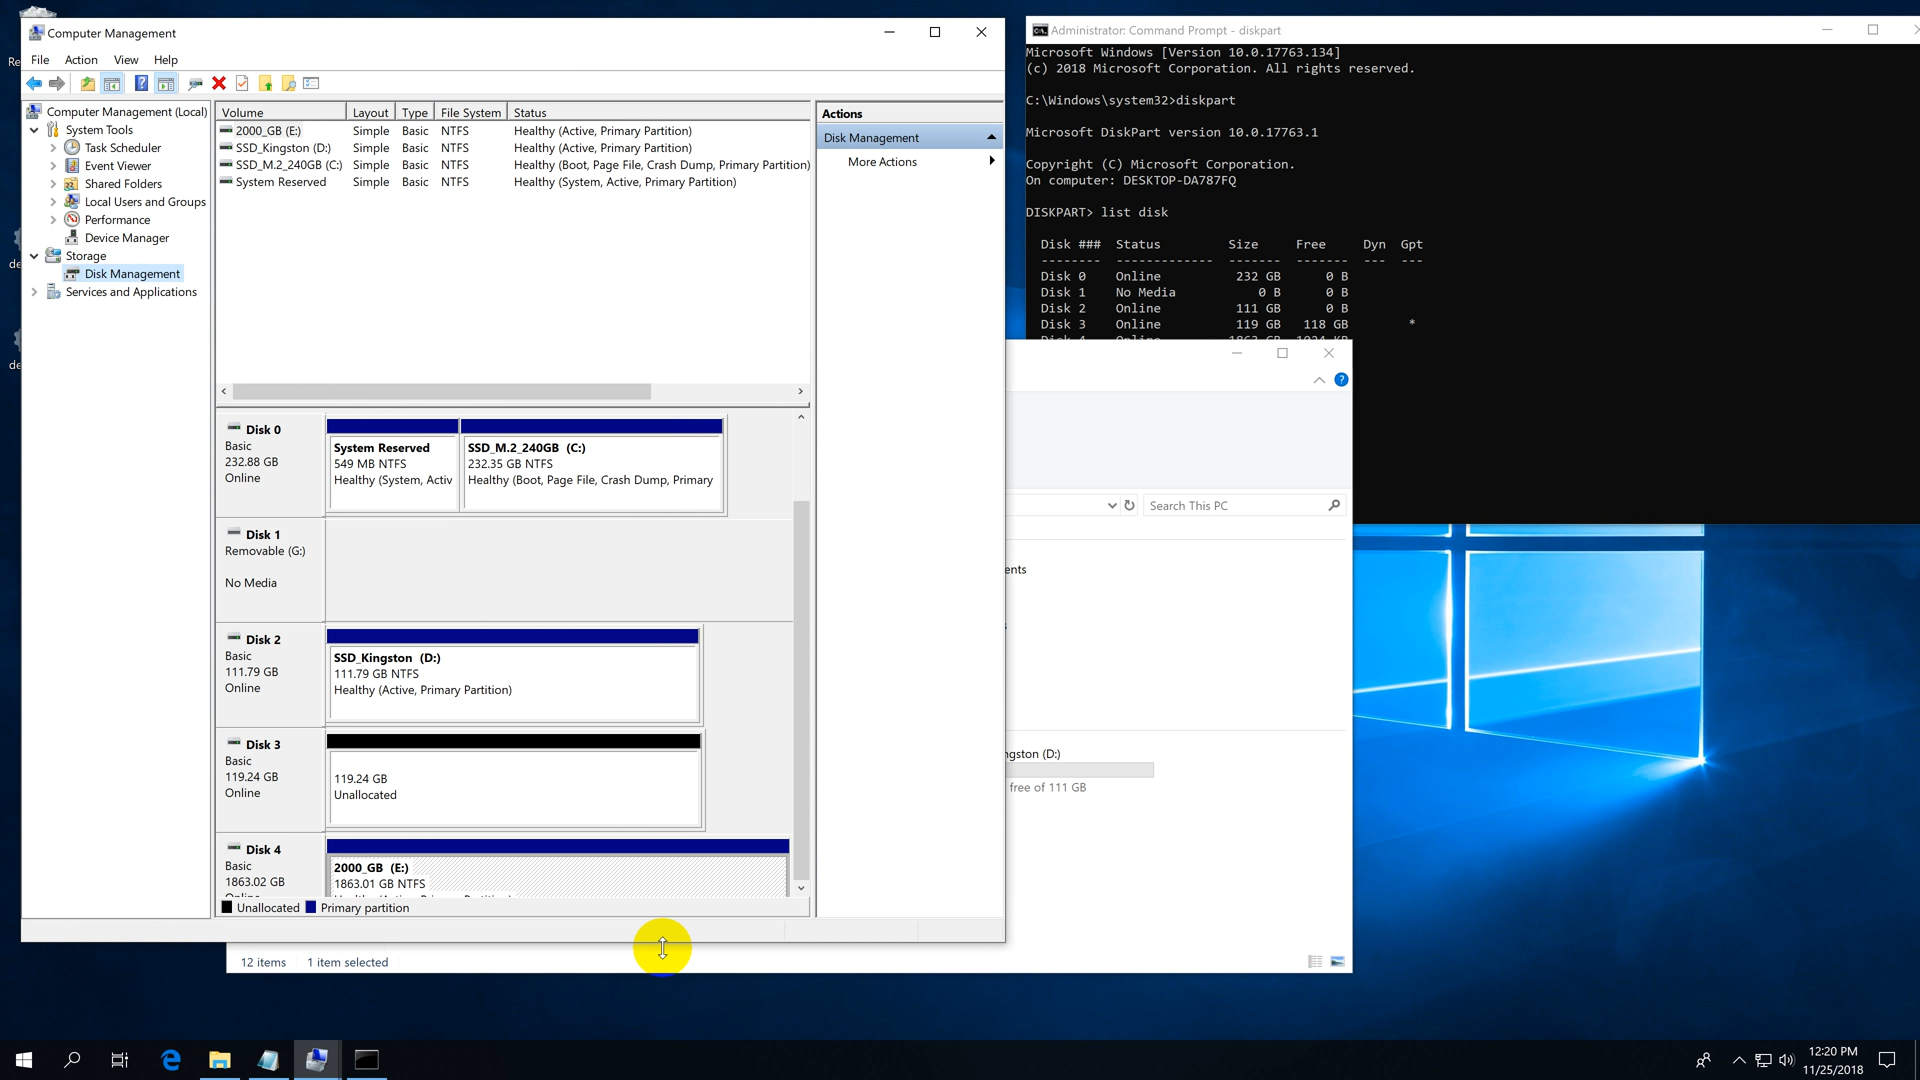 Computer Management
File Action View Help
Computer Management (Local)
System Tools
Task Scheduler
Event Viewer
Shared Folders
Local Users and Groups
Performance
Device Manager
Storage
Disk Management
Services and Applications
Volume Layout Type File System Status
2000_GB (E:) Simple Basic NTFS Healthy (Active, Primary Partition)
SSD_Kingston (D:) Simple Basic NTFS Healthy (Active, Primary Partition)
SSD_M.2_240GB (C:) Simple Basic NTFS Healthy (Boot, Page File, Crash Dump, Primary Partition)
System Reserved Simple Basic NTFS Healthy (System, Active, Primary Partition)
Disk 0
Basic
232.88 GB
Online
System Reserved
549 MB NTFS
Healthy (System, Activ
SSD_M.2_240GB (C:)
232.35 GB NTFS
Healthy (Boot, Page File, Crash Dump, Primary
Disk 1
Removable (G:)
No Media
Disk 2
Basic
111.79 GB
Online
SSD_Kingston (D:)
111.79 GB NTFS
Healthy (Active, Primary Partition)
Disk 3
Basic
119.24 GB
Online
119.24 GB
Unallocated
Disk 4
Basic
1863.02 GB
2000_GB (E:)
1863.01 GB NTFS
Unallocated Primary partition
Actions
Disk Management
More Actions
Administrator: Command Prompt - diskpart
Microsoft Windows [Version 10.0.17763.134]
(c) 2018 Microsoft Corporation. All rights reserved.
C:\Windows\system32>diskpart
Microsoft DiskPart version 10.0.17763.1
Copyright (C) Microsoft Corporation.
On computer: DESKTOP-DA787FQ
DISKPART> list disk
Disk ### Status Size Free Dyn Gpt
-------- ------------- ------- ------- --- ---
Disk 0 Online 232 GB 0 B
Disk 1 No Media 0 B 0 B
Disk 2 Online 111 GB 0 B
Disk 3 Online 119 GB 118 GB *
Search This PC
ents
ngston (D:)
free of 111 GB
12 items 1 item selected
Re
de
de
12:20 PM
11/25/2018